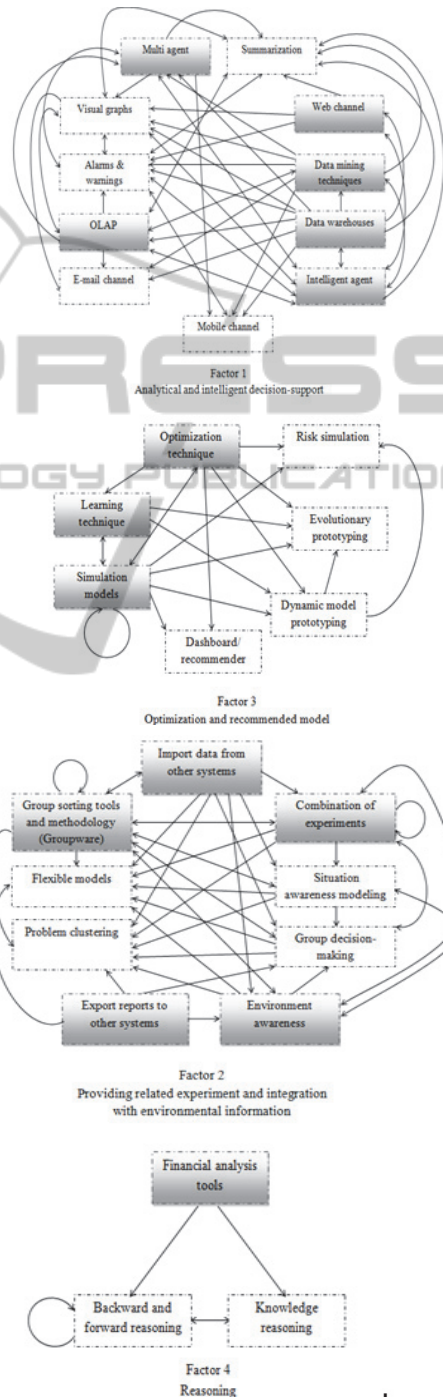 Multi agent
Summarization
Visual graphs
Web channel
Alarms &
warnings
Data mining
techniques
OLAP
Data warehouses
E-mail channel
Intelligent agent
Mobile channel
PRESS
Factor 1
Analytical and intelligent decision-support
Optimization
technique
Risk simulation
OGY PUBLICATION
Learning
technique
Evolutionary
prototyping
Simulation
models
Dynamic model
prototyping
Dashboard/
recommender
Factor 3
Optimization and recommended model
Import data from
other systems
Group sorting tools
and methodology
(Groupware)
Combination of
experiments
Flexible models
Situation
awareness modeling
Problem clustering
Group decision-
making
Export reports to
other systems
Environment
awareness
Factor 2
Providing related experiment and integration
with environmental information
Financial analysis
tools
Backward and
forward reasoning
Knowledge
reasoning
Factor 4
Reasoning